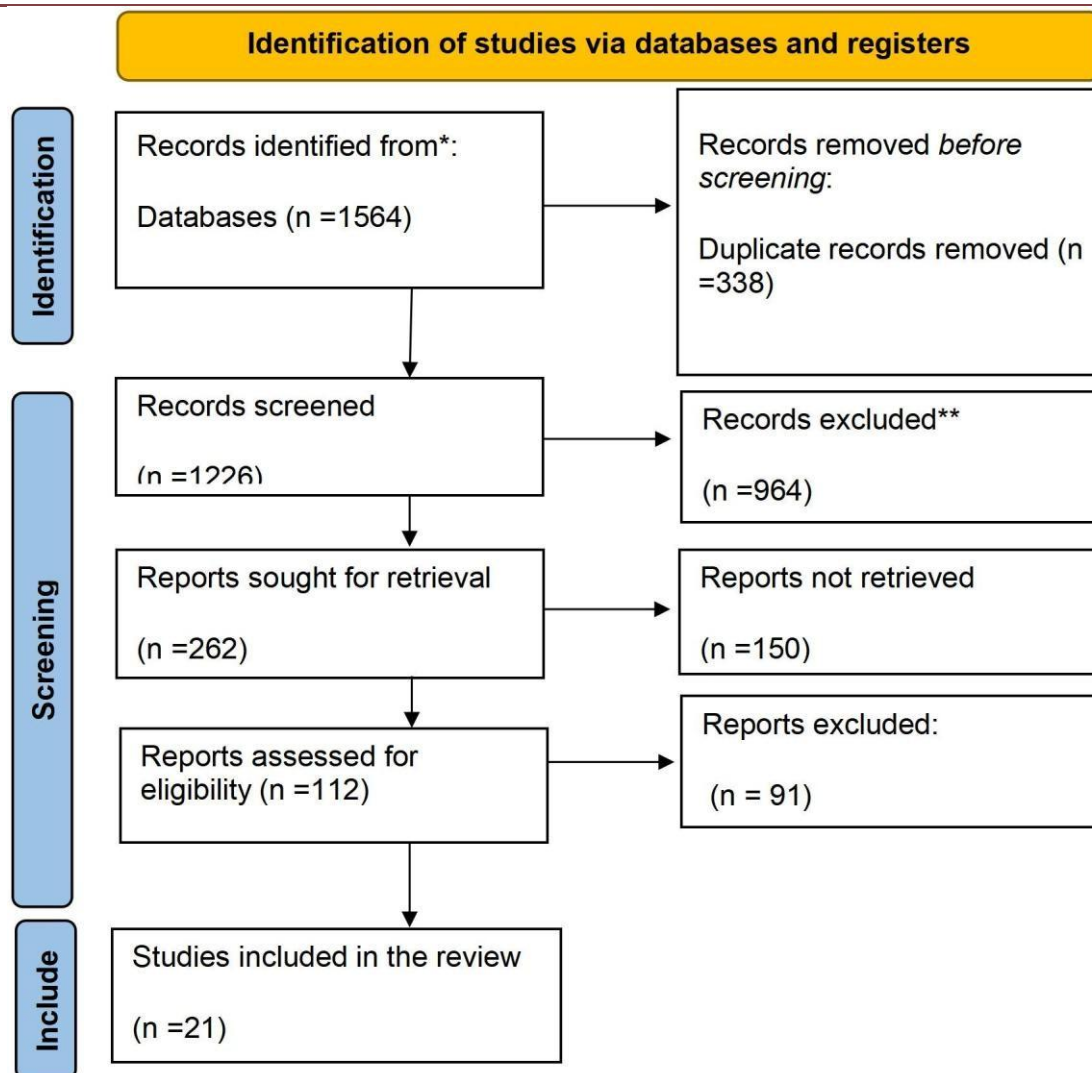 Identification of studies via databases and registers
Identification
Records identified from*:
Databases (n =1564)
Records removed before
screening:
Duplicate records removed (n
=338)
Screening
Records screened
(n =1226)
Records excluded**
(n =964)
Reports sought for retrieval
(n =262)
Reports not retrieved
(n =150)
Reports assessed for
eligibility (n =112)
Reports excluded:
(n = 91)
Include
Studies included in the review
(n =21)